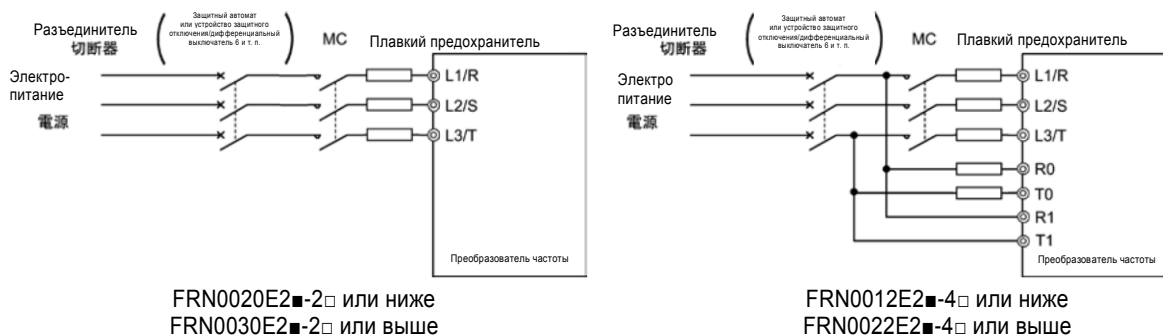 Разъединитель
切断器
Защитный автомат
или устройство защитного
отключения/дифференциальный
выключатель 6 и т. п.
MC
Плавкий предохранитель
Электро-
питание
電源
L1/R
L2/S
L3/T
Преобразователь частоты
FRN0020E2■-2□ или ниже
FRN0030E2■-2□ или выше
Разъединитель
切断器
Защитный автомат
или устройство защитного
отключения/дифференциальный
выключатель 6 и т. п.
MC
Плавкий предохранитель
Электро
питание
電源
L1/R
L2/S
L3/T
R0
T0
R1
T1
Преобразователь частоты
FRN0012E2■-4□ или ниже
FRN0022E2■-4□ или выше